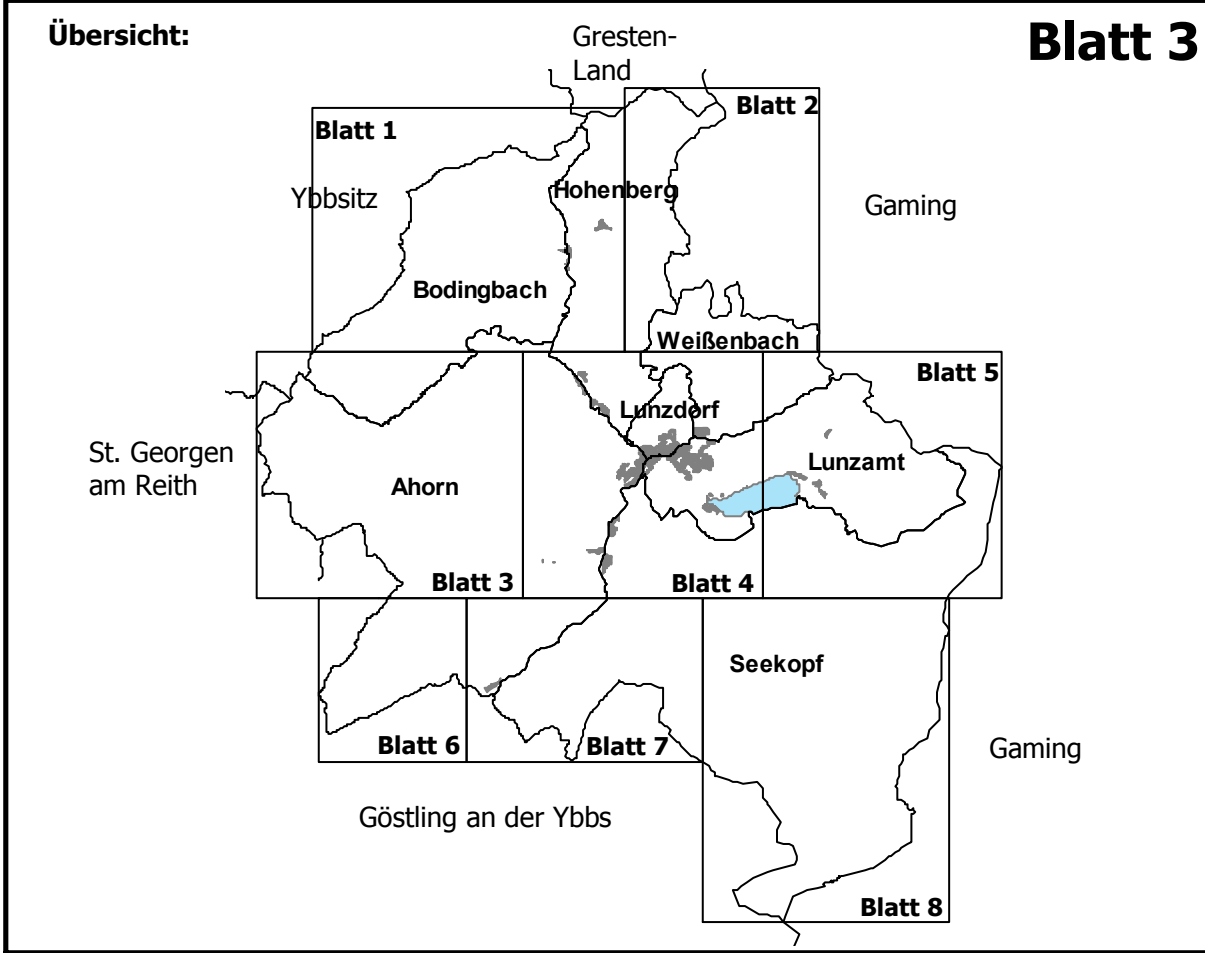 Übersicht:
Blatt 3
Gresten-
Land
Blatt 1
Blatt 2
Ybbsitz
Hohenberg
Gaming
Bodingbach
Weißenbach
Blatt 5
Lunzdorf
St. Georgen
am Reith
Ahorn
Lunzamt
Blatt 3
Blatt 4
Seekopf
Blatt 6
Blatt 7
Gaming
Göstling an der Ybbs
Blatt 8